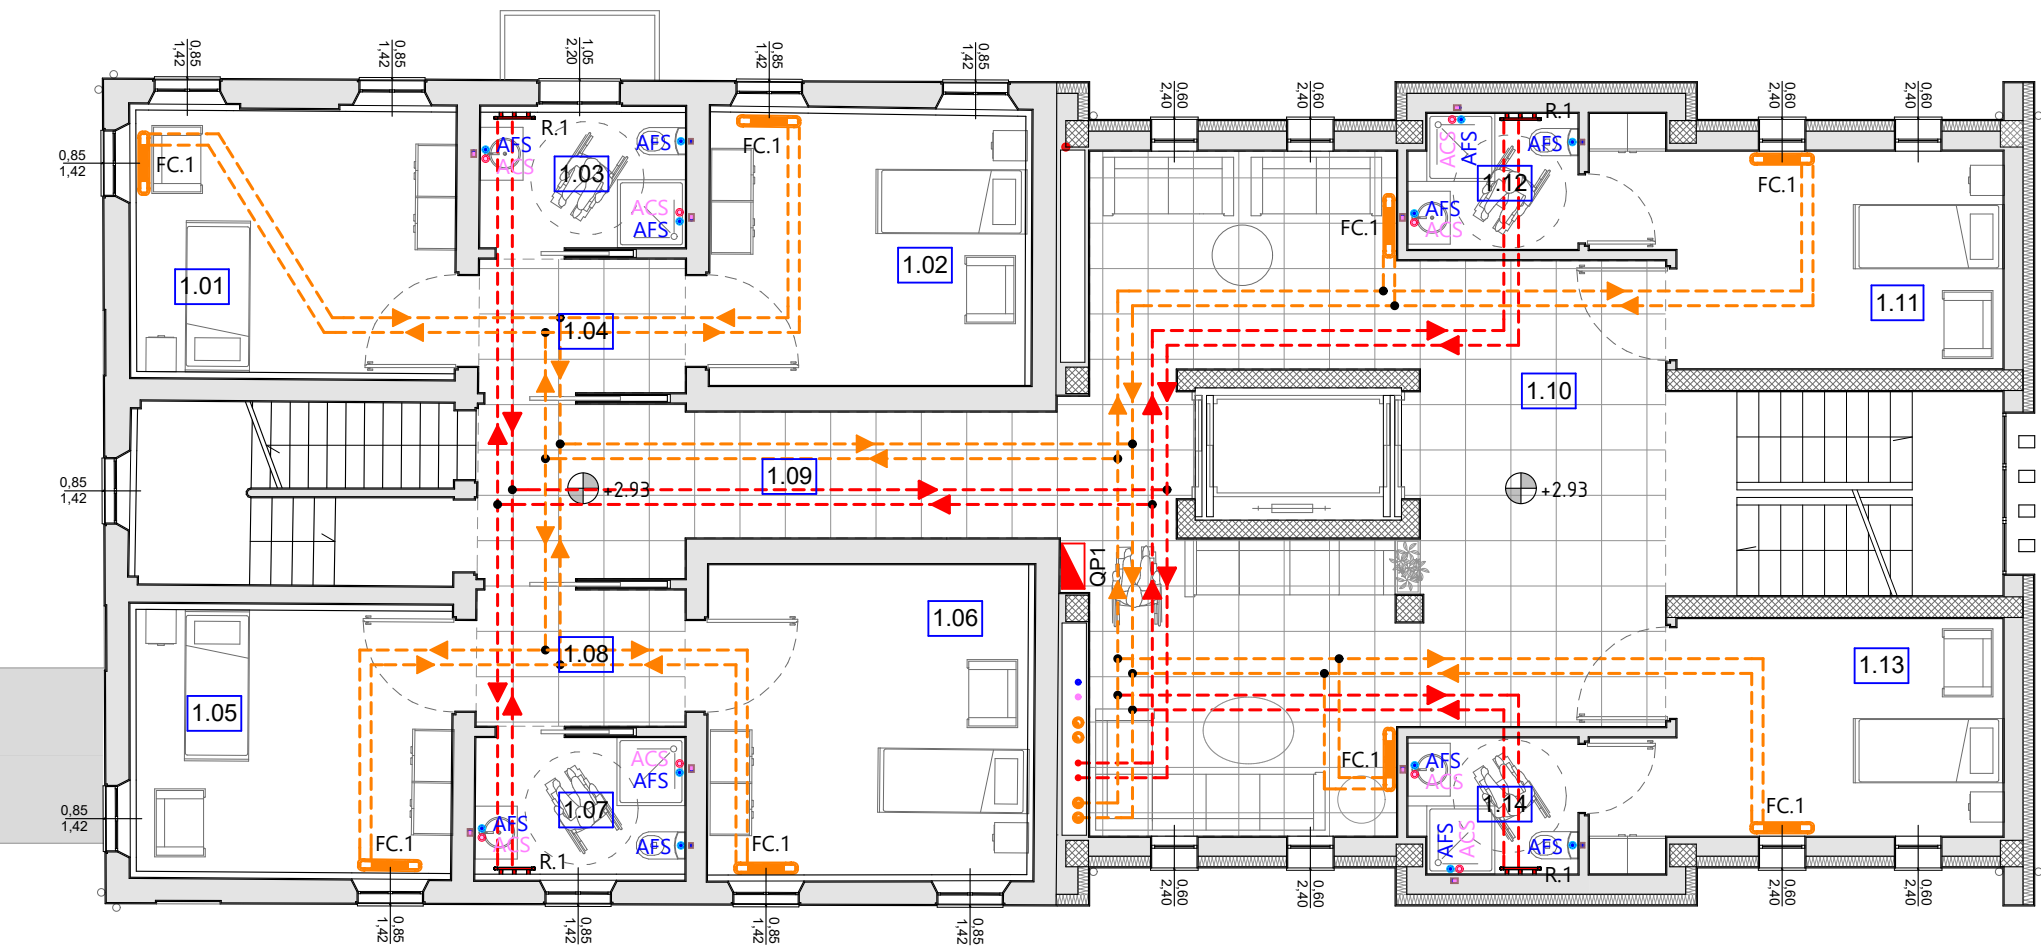 0,85
1,42
0,85
1,42
1,05
2,20
0,85
1,42
0,85
1,42
0,60
2,40
0,60
2,40
0,60
2,40
0,60
2,40
R.1
R.1
AFS
ACS
AFS
ACS
AFS
AFS
0,85
1,42
FC.1
FC.1
1.03
1.12
FC.1
ACS
AFS
AFS
ACS
FC.1
1.01
1.02
1.11
1.04
1.10
0,85
1,42
1.09
+2.93
+2.93
QP1
1.06
1.08
1.13
1.05
ACS
AFS
FC.1
AFS
ACS
1.07
1.14
FC.1
0,85
1,42
AFS
ACS
AFS
AFS
ACS
AFS
FC.1
R.1
FC.1
R.1
0,85
1,42
0,85
1,42
0,85
1,42
0,85
1,42
0,60
2,40
0,60
2,40
0,60
2,40
0,60
2,40